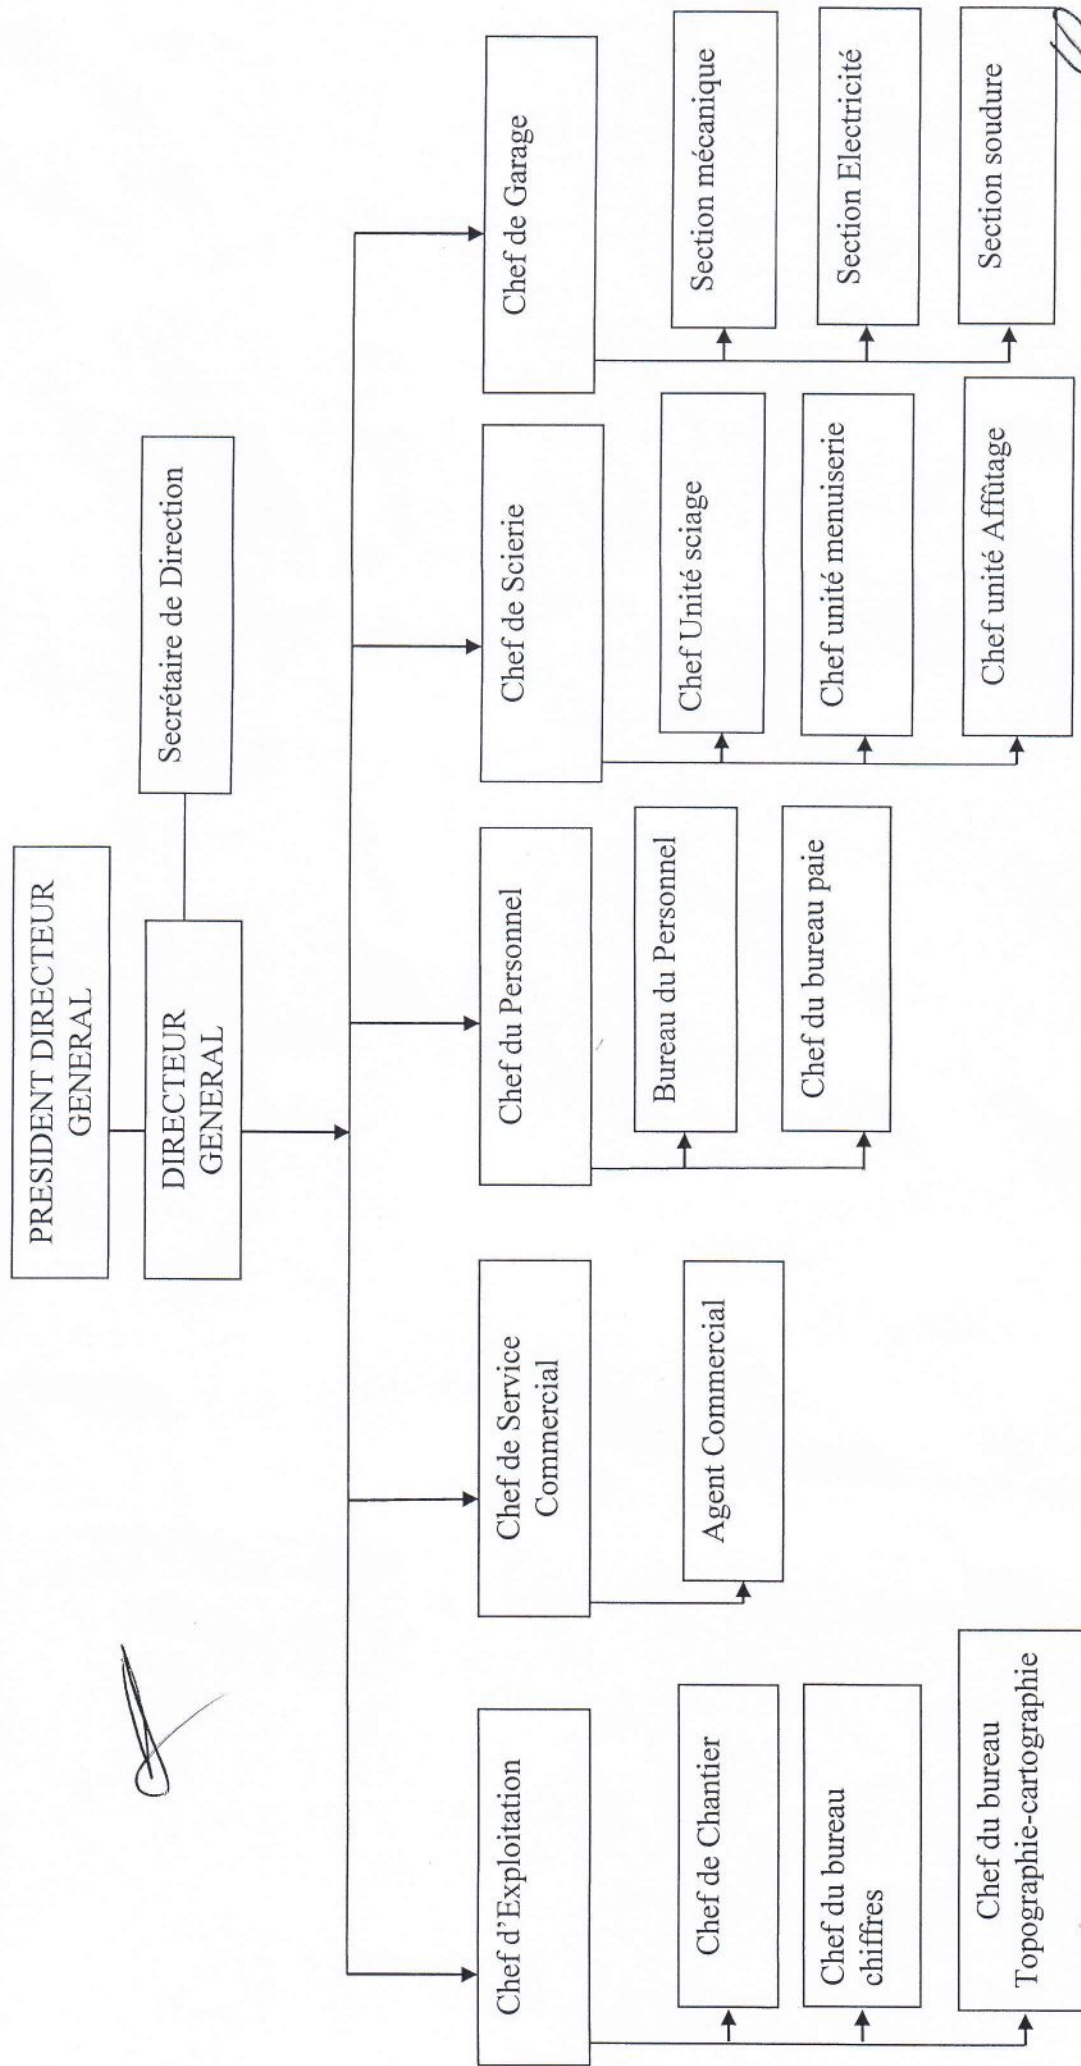 PRESIDENT DIRECTEUR
GENERAL
DIRECTEUR
GENERAL
Secrétaire de Direction
Chef d'Exploitation
Chef de Service
Commercial
Chef du Personnel
Chef de Scierie
Chef de Garage
Chef de Chantier
Chef du bureau
chiffres
Chef du bureau
Topographie-cartographie
Agent Commercial
Bureau du Personnel
Chef du bureau paie
Chef Unité sciage
Chef unité menuiserie
Chef unité Affûtage
Section mécanique
Section Electricité
Section soudure